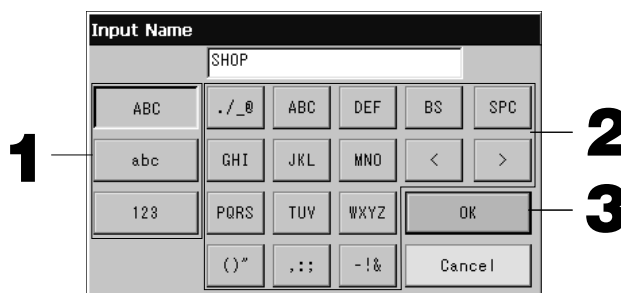 Input Name
SHOP
ABC ./_@ ABC DEF BS SPC
abc GHI JKL MNO < >
123 PQRS TUV WXYZ OK
()" ,:; -!& Cancel
1
2
3